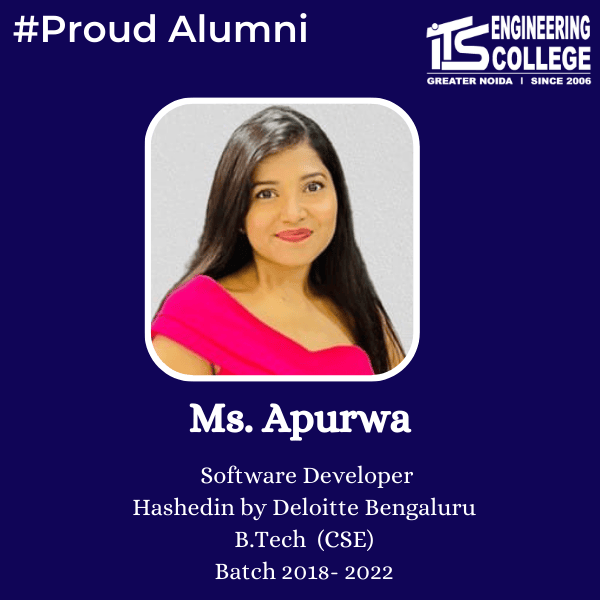 #Proud Alumni
iTS ENGINEERING
COLLEGE
GREATER NOIDA | SINCE 2006
Ms. Apurwa
Software Developer
Hashedin by Deloitte Bengaluru
B.Tech (CSE)
Batch 2018- 2022